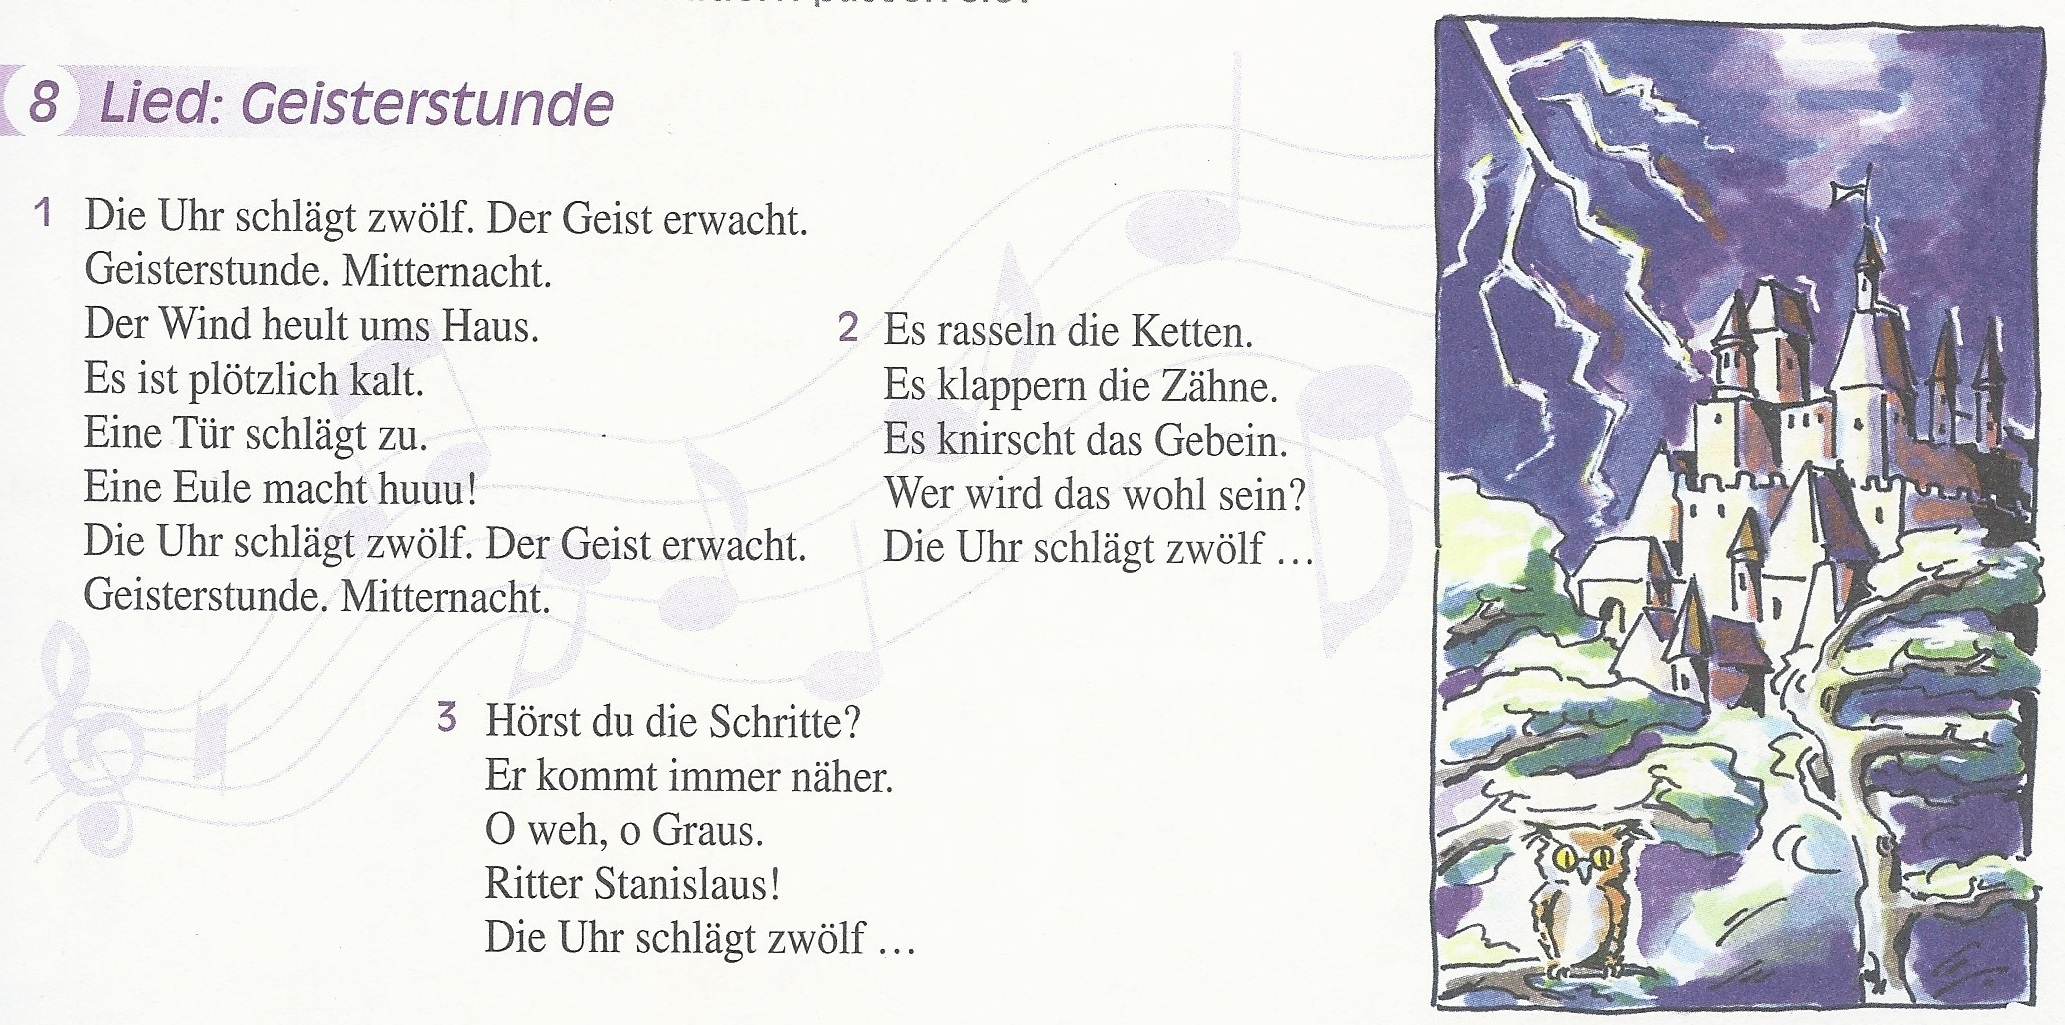 8 Lied: Geisterstunde
1 Die Uhr schlägt zwölf. Der Geist erwacht.
Geisterstunde. Mitternacht.
Der Wind heult ums Haus.
Es ist plötzlich kalt.
Eine Tür schlägt zu.
Eine Eule macht huuu!
Die Uhr schlägt zwölf. Der Geist erwacht.
Geisterstunde. Mitternacht.
2 Es rasseln die Ketten.
Es klappern die Zähne.
Es knirscht das Gebein.
Wer wird das wohl sein?
Die Uhr schlägt zwölf …
3 Hörst du die Schritte?
Er kommt immer näher.
O weh, o Graus.
Ritter Stanislaus!
Die Uhr schlägt zwölf …